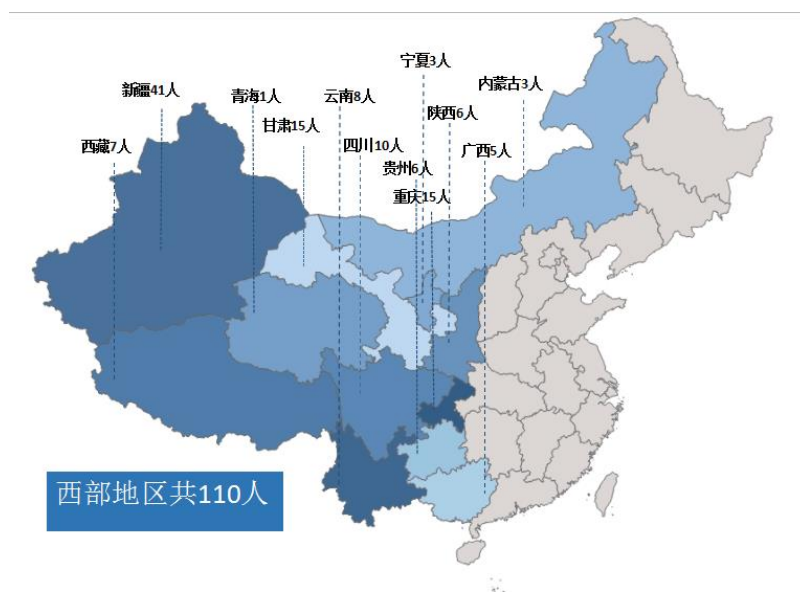 宁夏3人
新疆41人
青海1人
云南8人
内蒙古3人
甘肃15人
陕西6人
西藏7人
四川10人
广西5人
贵州6人
重庆15人
西部地区共110人